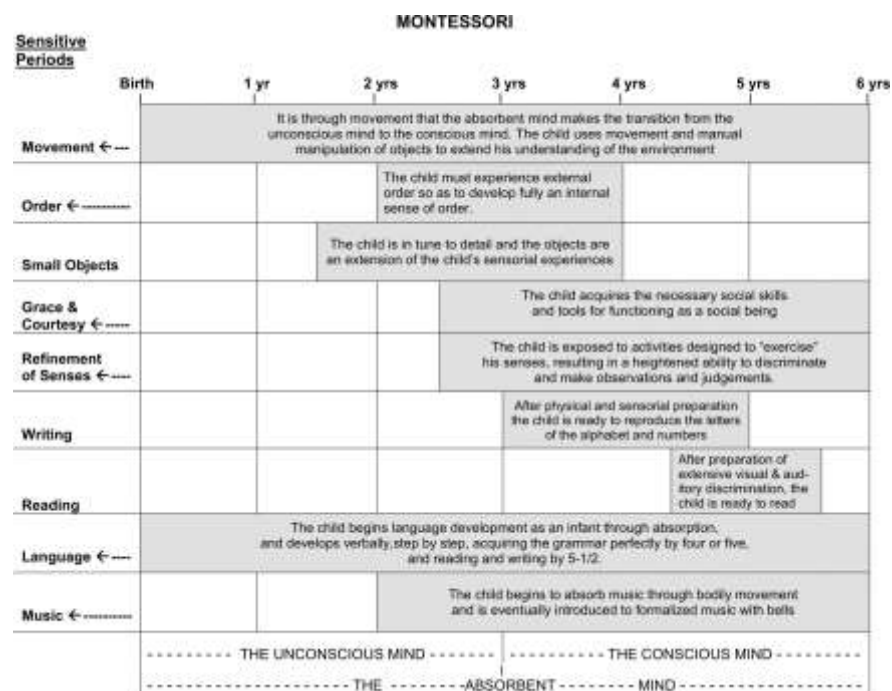 MONTESSORI
Sensitive
Periods
Birth 1 yr 2 yrs 3 yrs 4 yrs 5 yrs 6 yrs
Movement ← ---
It is through movement that the absorbent mind makes the transition from the
unconscious mind to the conscious mind. The child uses movement and manual
manipulation of objects to extend his understanding of the environment
Order ← ----------
The child must experience external
order so as to develop fully an internal
sense of order.
Small Objects
The child is in tune to detail and the objects are
an extension of the child's sensorial experiences
Grace &
Courtesy ← -----
The child acquires the necessary social skills
and tools for functioning as a social being
Refinement
of Senses ← ----
The child is exposed to activities designed to "exercise"
his senses, resulting in a heightened ability to discriminate
and make observations and judgements.
Writing
After physical and sensorial preparation
the child is ready to reproduce the letters
of the alphabet and numbers
Reading
After preparation of
extensive visual & aud-
itory discrimination, the
child is ready to read
Language ← ----
The child begins language development as an infant through absorption,
and develops verbally,step by step, acquiring the grammar perfectly by four or five,
and reading and writing by 5-1/2.
Music ← ----------
The child begins to absorb music through bodily movement
and is eventually introduced to formalized music with bells
THE UNCONSCIOUS MIND THE CONSCIOUS MIND
THE ABSORBENT MIND